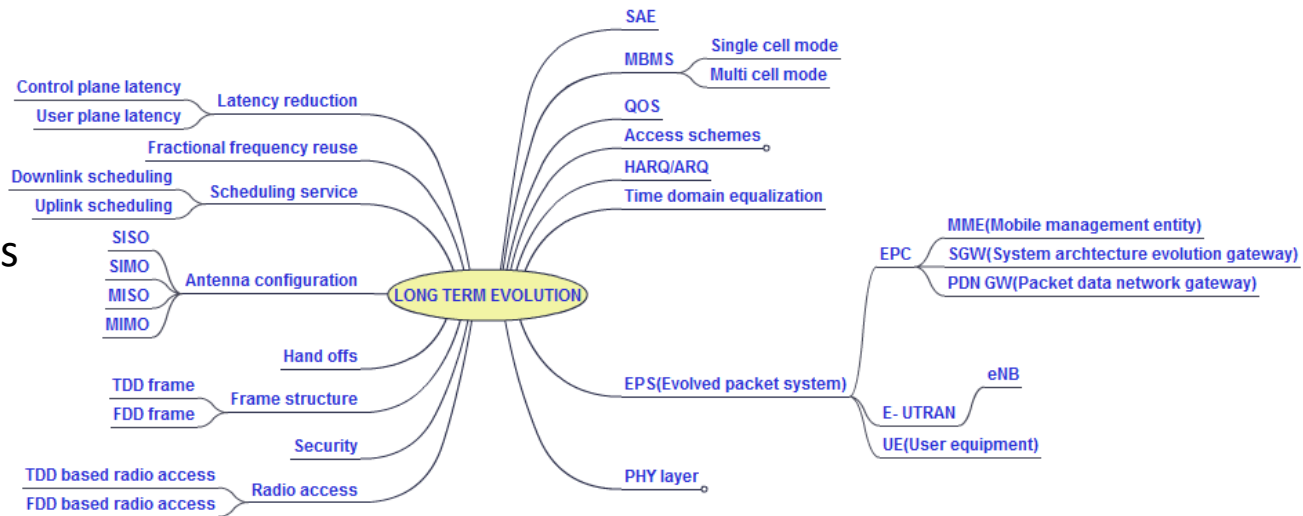 SAE
MBMS
Single cell mode
Multi cell mode
QOS
Access schemes
HARQ/ARQ
Time domain equalization
Control plane latency
User plane latency
Latency reduction
Fractional frequency reuse
Downlink scheduling
Uplink scheduling
Scheduling service
s
SISO
SIMO
MISO
MIMO
Antenna configuration
LONG TERM EVOLUTION
Hand offs
TDD frame
FDD frame
Frame structure
Security
TDD based radio access
FDD based radio access
Radio access
EPS(Evolved packet system)
EPC
MME(Mobile management entity)
SGW(System archtecture evolution gateway)
PDN GW(Packet data network gateway)
E- UTRAN
eNB
UE(User equipment)
PHY layer